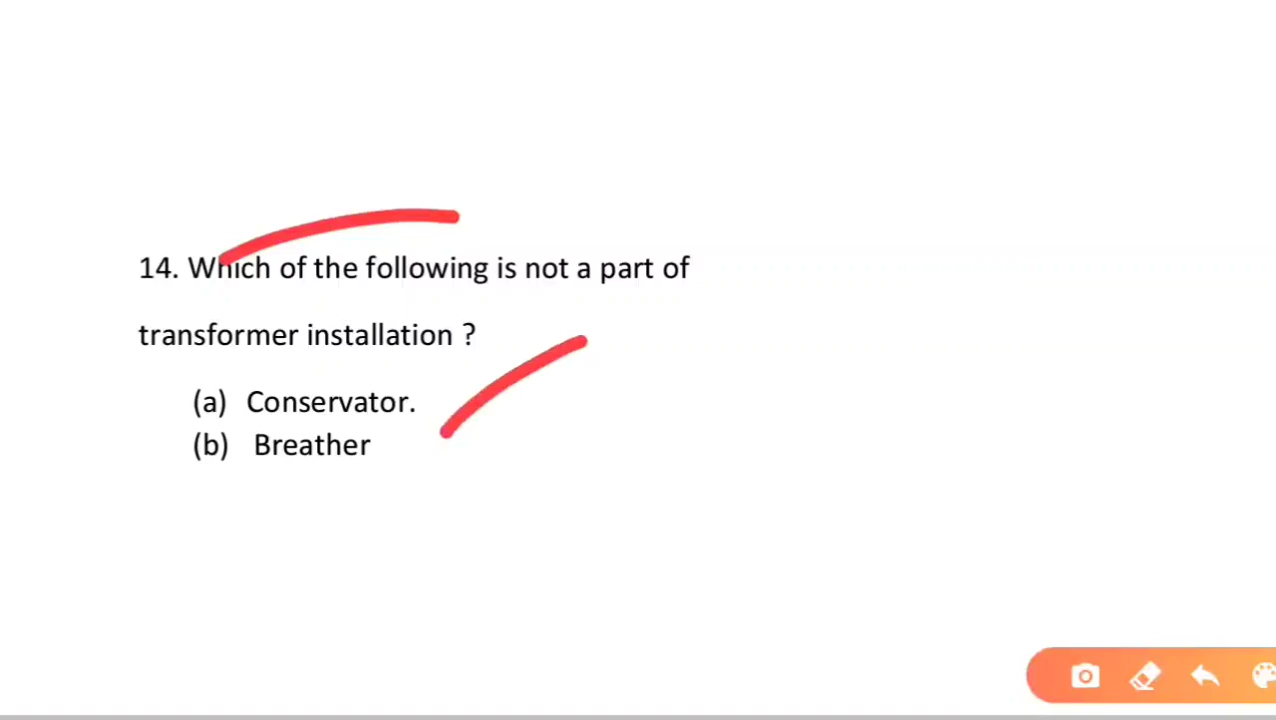 14. Which of the following is not a part of
transformer installation ?
(a) Conservator.
(b) Breather